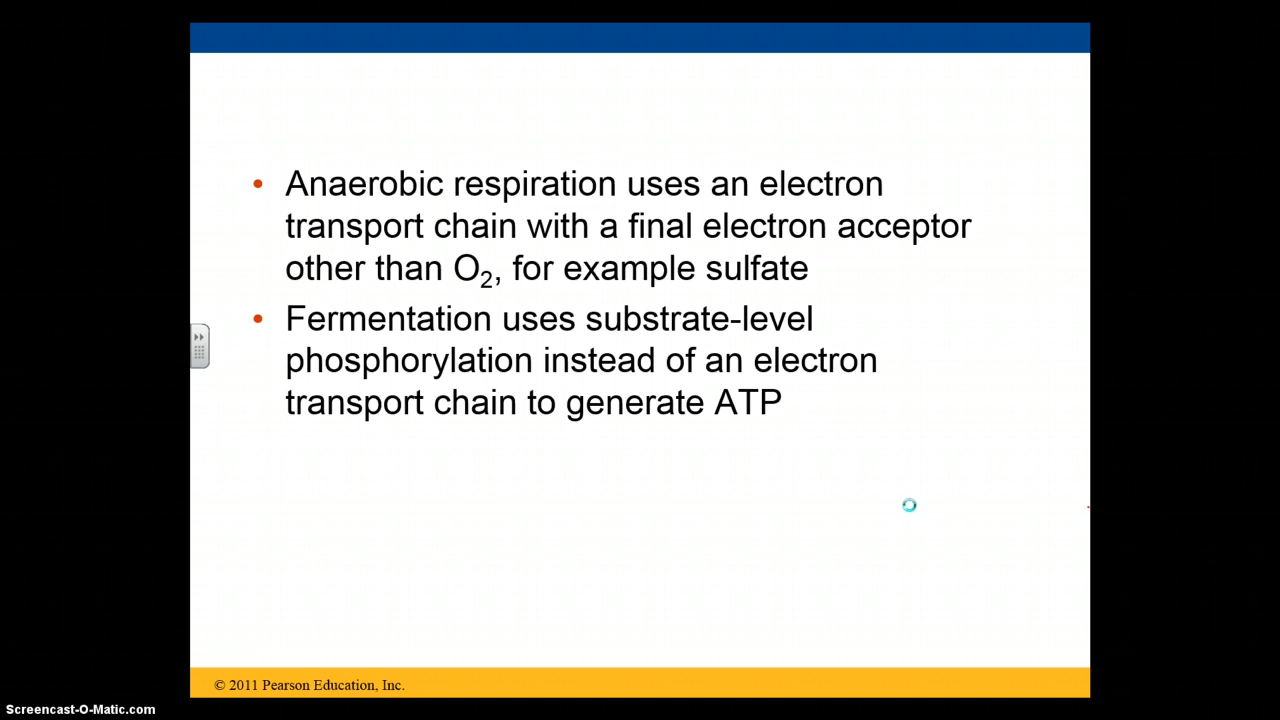 • Anaerobic respiration uses an electron
transport chain with a final electron acceptor
other than O₂, for example sulfate
• Fermentation uses substrate-level
phosphorylation instead of an electron
transport chain to generate ATP
© 2011 Pearson Education, Inc.
Screencast-O-Matic.com